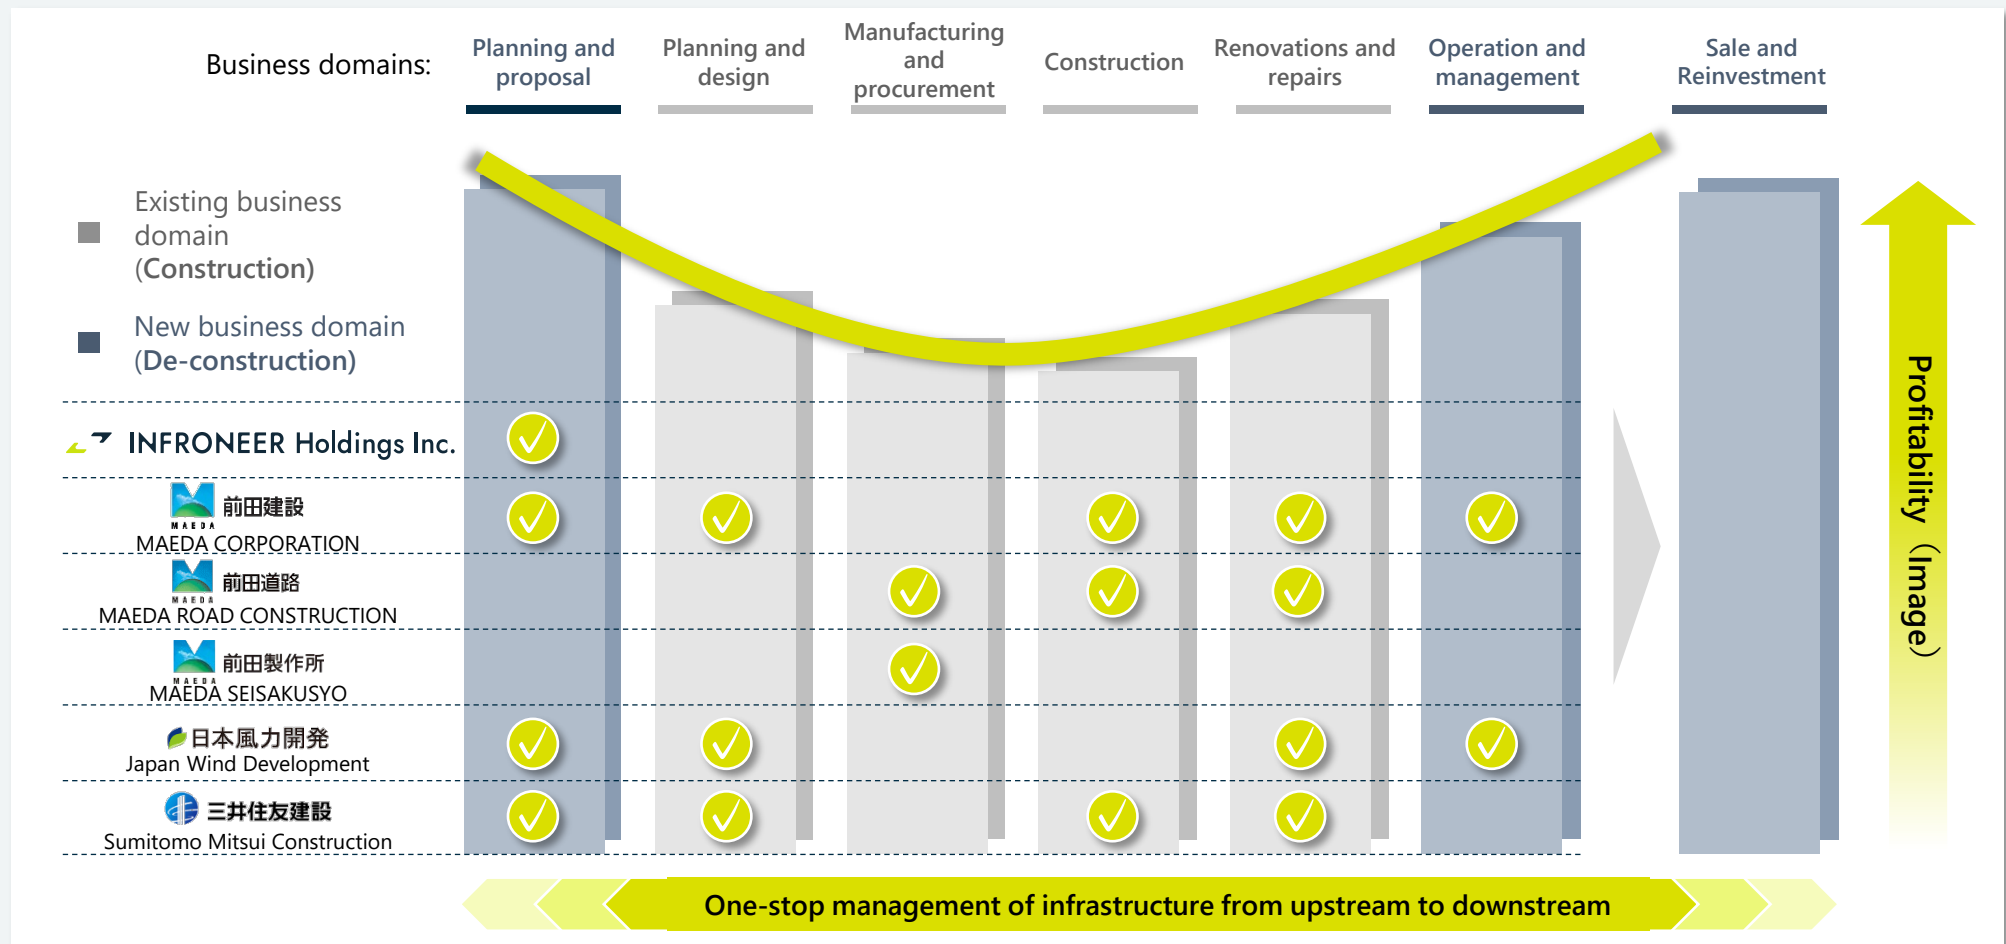 Business domains:
Planning and
proposal
Planning and
design
Manufacturing
and
procurement
Construction
Renovations and
repairs
Operation and
management
Sale and
Reinvestment
Existing business
domain
(Construction)
New business domain
(De-construction)
INFRONEER Holdings Inc.
MAEDA
前田建設
MAEDA CORPORATION
MAEDA
前田道路
MAEDA ROAD CONSTRUCTION
MAEDA
前田製作所
MAEDA SEISAKUSYO
日本風力開発
Japan Wind Development
三井住友建設
Sumitomo Mitsui Construction
Profitability（Image）
One-stop management of infrastructure from upstream to downstream